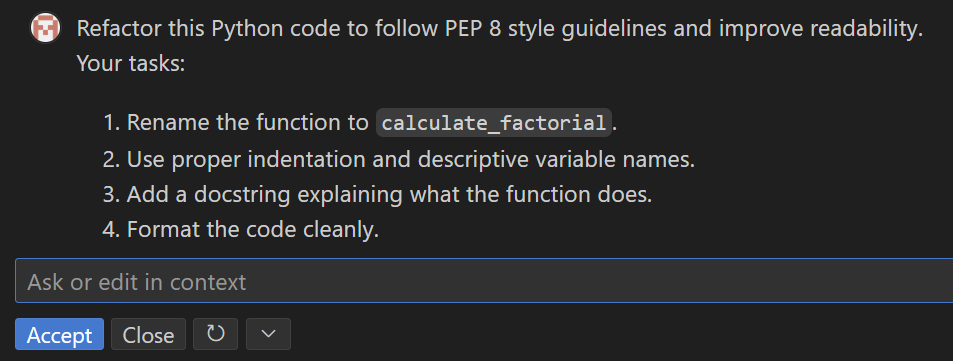 Refactor this Python code to follow PEP 8 style guidelines and improve readability.
Your tasks:
1. Rename the function to calculate_factorial.
2. Use proper indentation and descriptive variable names.
3. Add a docstring explaining what the function does.
4. Format the code cleanly.
Ask or edit in context
Accept Close